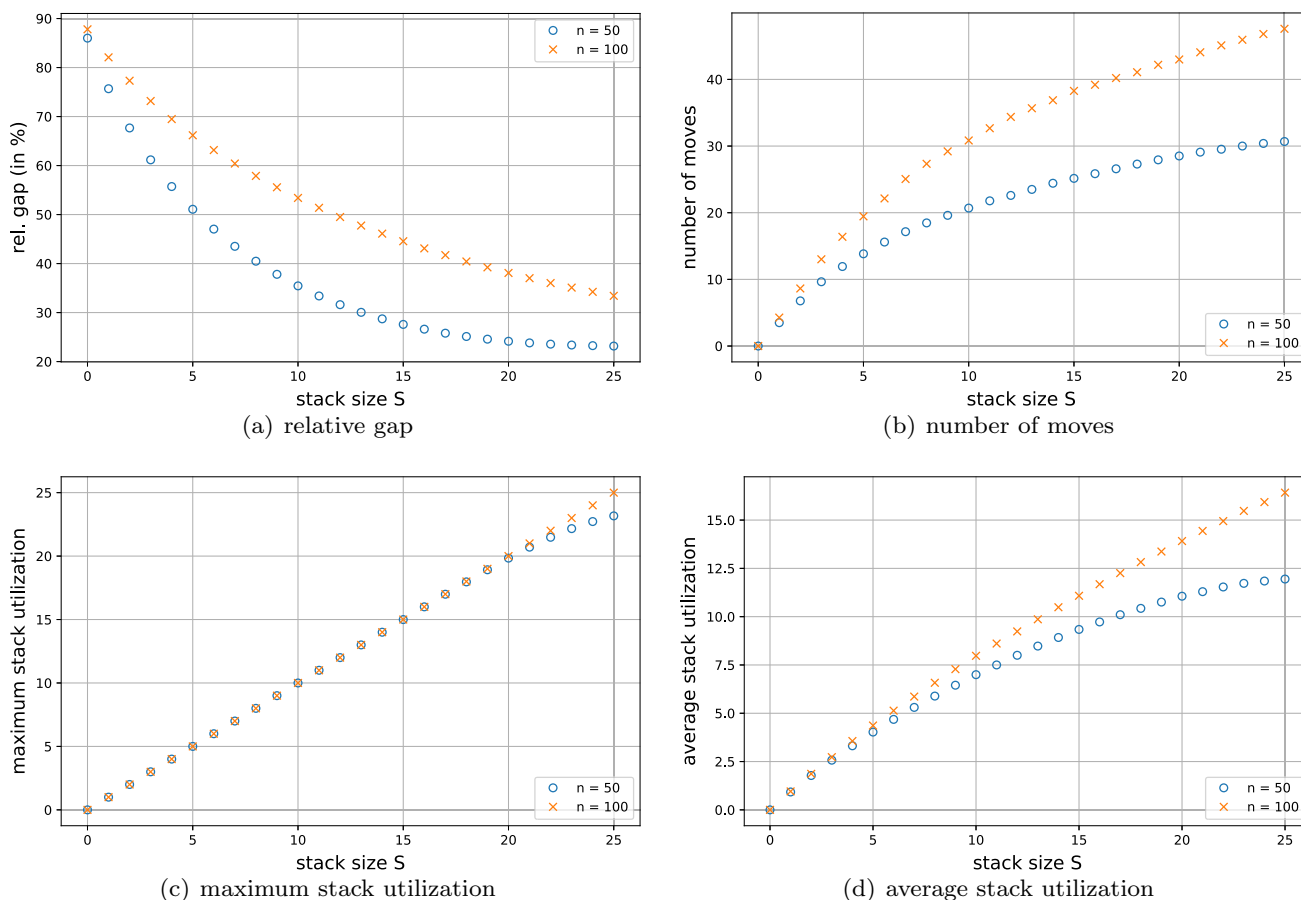 90
80
70
60
50
40
30
20
rel. gap (in %)
n = 50
n = 100
0 5 10 15 20 25
stack size S
(a) relative gap
40
30
20
10
0
number of moves
n = 50
n = 100
0 5 10 15 20 25
stack size S
(b) number of moves
25
20
15
10
5
0
maximum stack utilization
n = 50
n = 100
0 5 10 15 20 25
stack size S
(c) maximum stack utilization
15.0
12.5
10.0
7.5
5.0
2.5
0.0
average stack utilization
n = 50
n = 100
0 5 10 15 20 25
stack size S
(d) average stack utilization